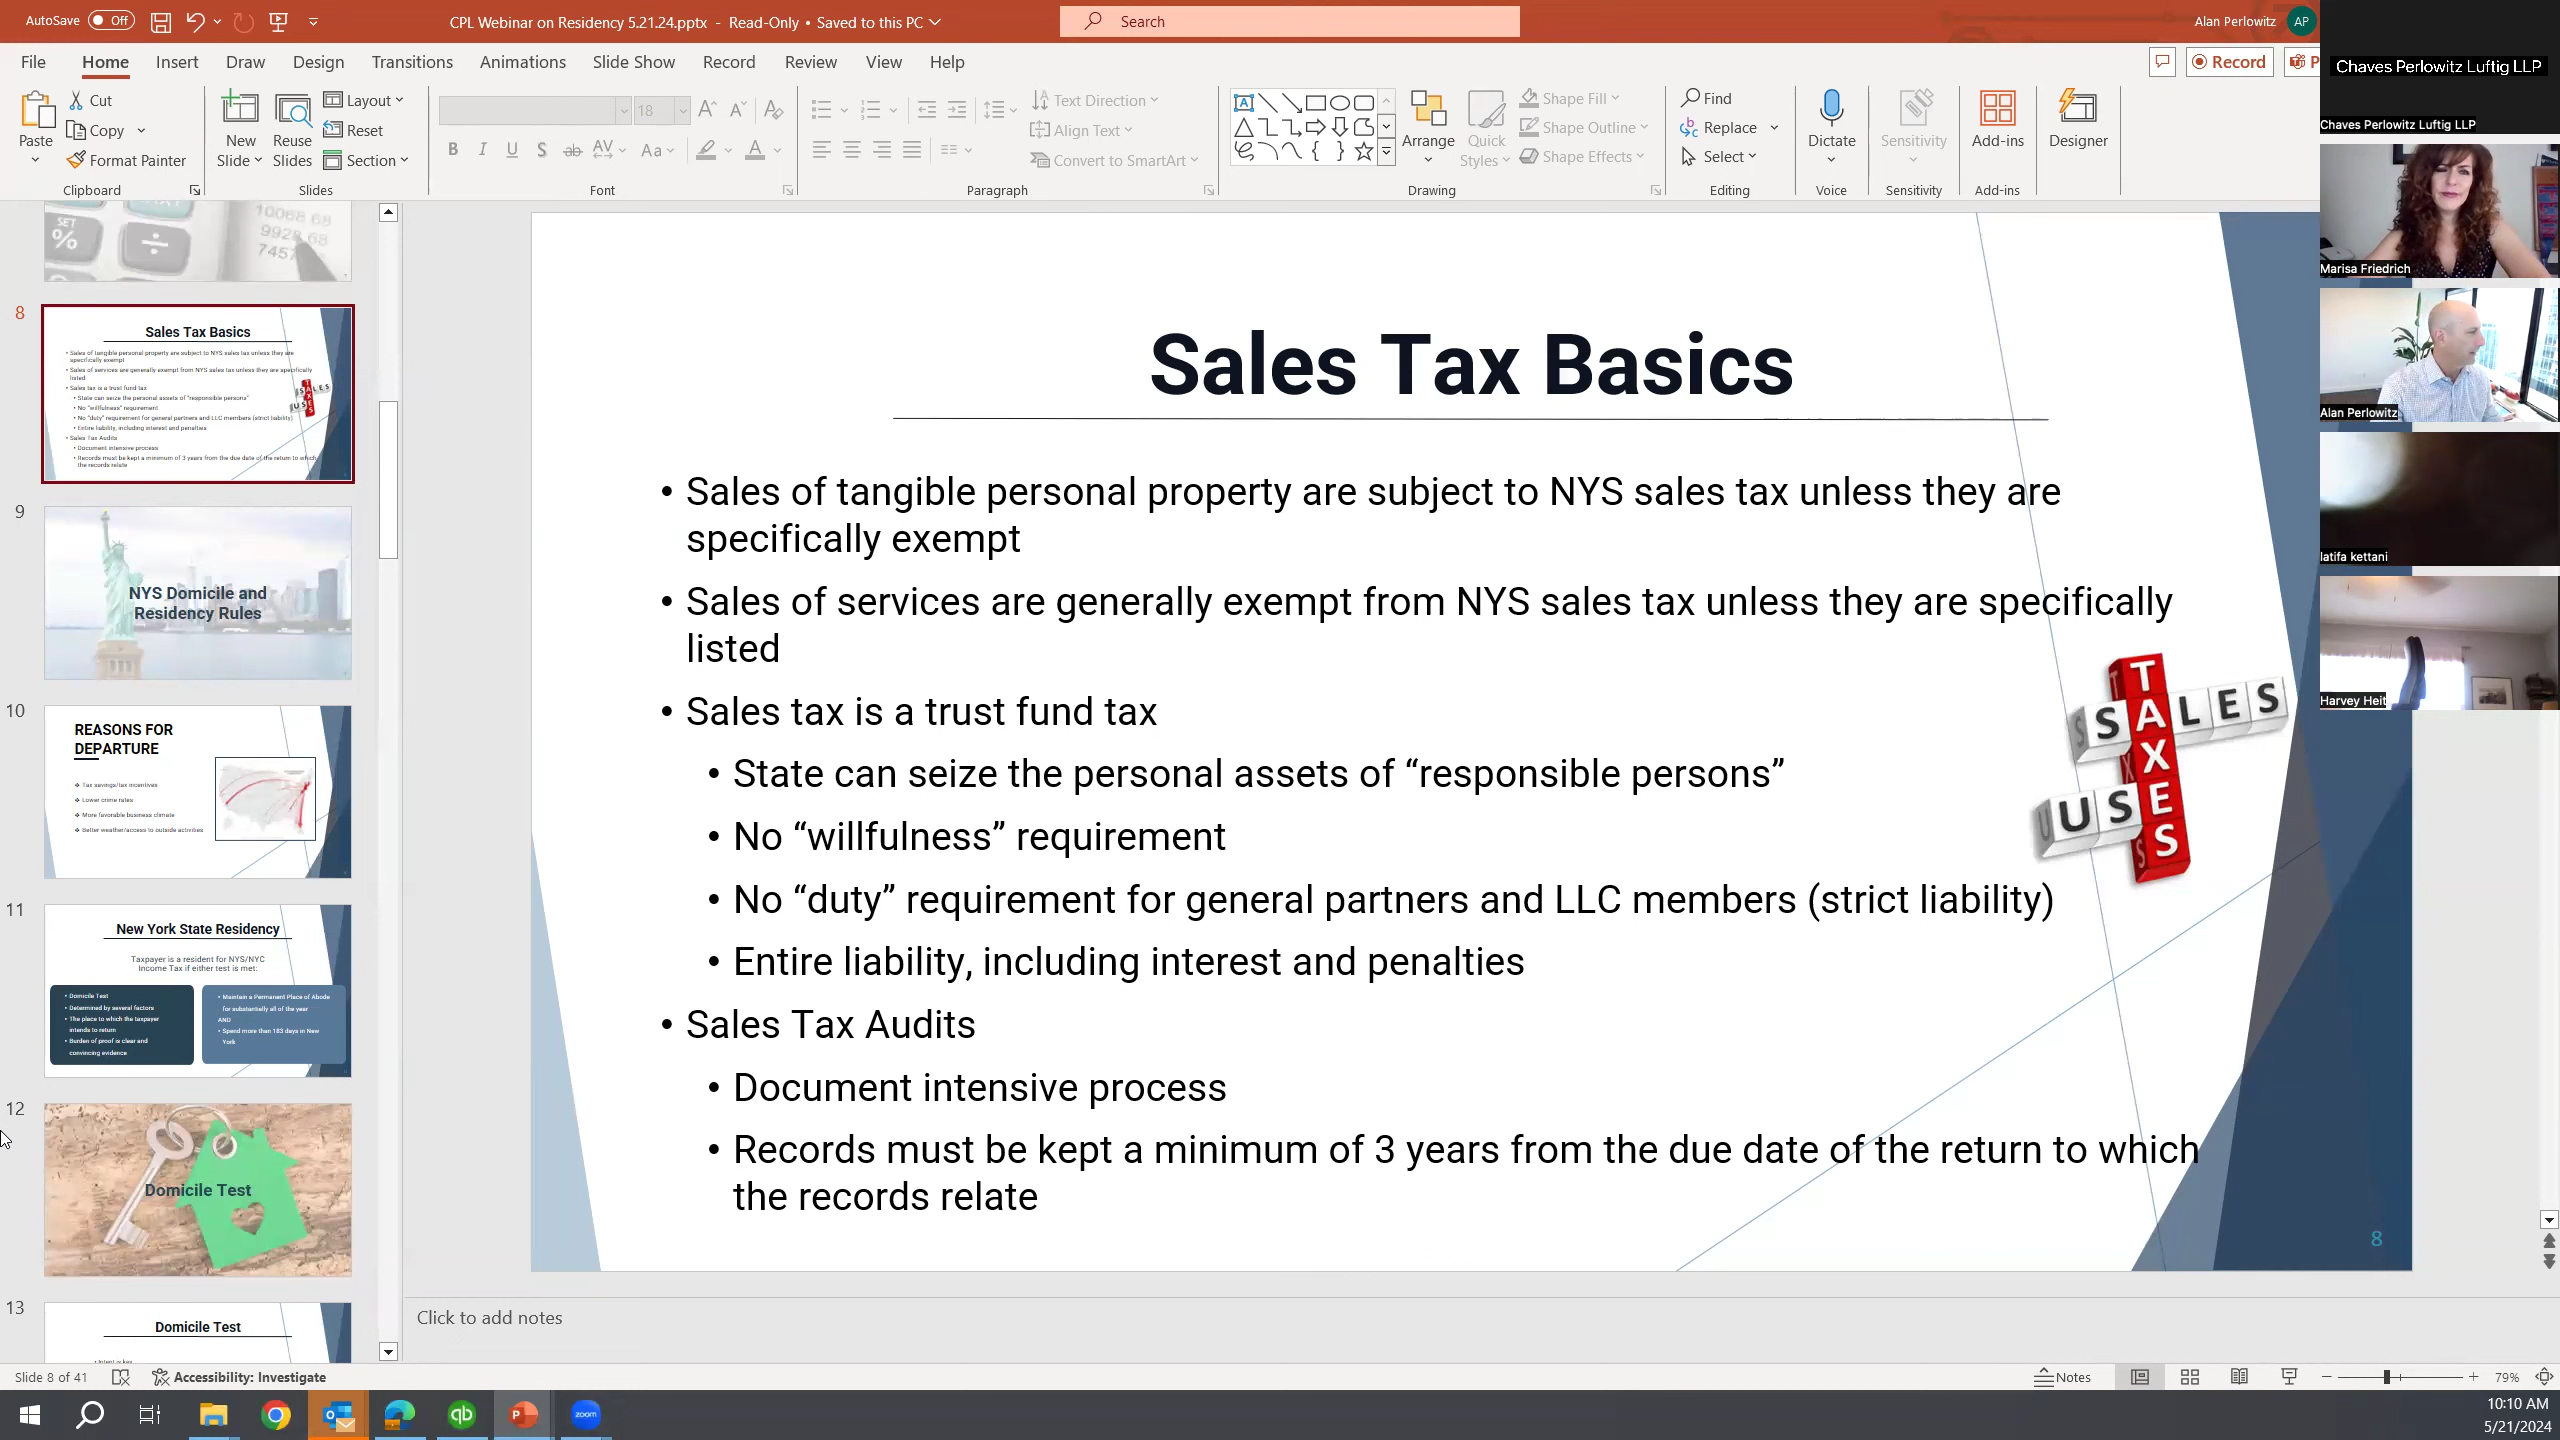 AutoSave Off
CPL Webinar on Residency 5.21.24.pptx - Read-Only • Saved to this PC
Search
Alan Perlowitz AP
File Home Insert Draw Design Transitions Animations Slide Show Record Review View Help
Record
Paste
Cut
Copy
Format Painter
Clipboard
New Slide
Reuse Slides
Layout
Reset
Section
Slides
18
Font
Text Direction
Align Text
Convert to SmartArt
Paragraph
Arrange
Quick Styles
Shape Fill
Shape Outline
Shape Effects
Drawing
Find
Replace
Select
Editing
Dictate
Voice
Sensitivity
Sensitivity
Add-ins
Add-ins
Designer
Chaves Perlowitz Luftig LLP
Chaves Perlowitz Luftig LLP
Marisa Friedrich
Alan Perlowitz
latifa kettani
Harvey Heit
SET
%
÷
10068 68
9928 68
8
Sales Tax Basics
• Sales of tangible personal property are subject to NYS sales tax unless they are
specifically exempt
• Sales of services are generally exempt from NYS sales tax unless they are specifically
listed
• Sales tax is a trust fund tax
• State can seize the personal assets of "responsible persons"
• No "willfulness" requirement
• No "duty" requirement for general partners and LLC members (strict liability)
• Entire liability, including interest and penalties
• Sales Tax Audits
• Document intensive process
• Records must be kept a minimum of 3 years from the due date of the return to which
the records relate
SALES
TAXES
USE
9
NYS Domicile and
Residency Rules
10
REASONS FOR
DEPARTURE
Tax savings/tax incentives
Lower crime rates
More favorable business climate
Better weather/access to outside activities
11
New York State Residency
Taxpayer is a resident for NYS/NYC
Income Tax if either test is met:
• Domicile Test
• Determined by several factors
• The place to which the taxpayer
intends to return
• Burden of proof is clear and
convincing evidence
• Maintain a Permanent Place of Abode
for substantially all of the year
AND
• Spend more than 183 days in New
York
12
Domicile Test
13
Domicile Test
Sales Tax Basics
• Sales of tangible personal property are subject to NYS sales tax unless they are
specifically exempt
• Sales of services are generally exempt from NYS sales tax unless they are specifically
listed
• Sales tax is a trust fund tax
• State can seize the personal assets of “responsible persons”
• No “willfulness” requirement
• No “duty” requirement for general partners and LLC members (strict liability)
• Entire liability, including interest and penalties
• Sales Tax Audits
• Document intensive process
• Records must be kept a minimum of 3 years from the due date of the return to which
the records relate
SALES
TAXES
USE
8
Click to add notes
Slide 8 of 41
Accessibility: Investigate
Notes
79%
qb
zoom
10:10 AM
5/21/2024